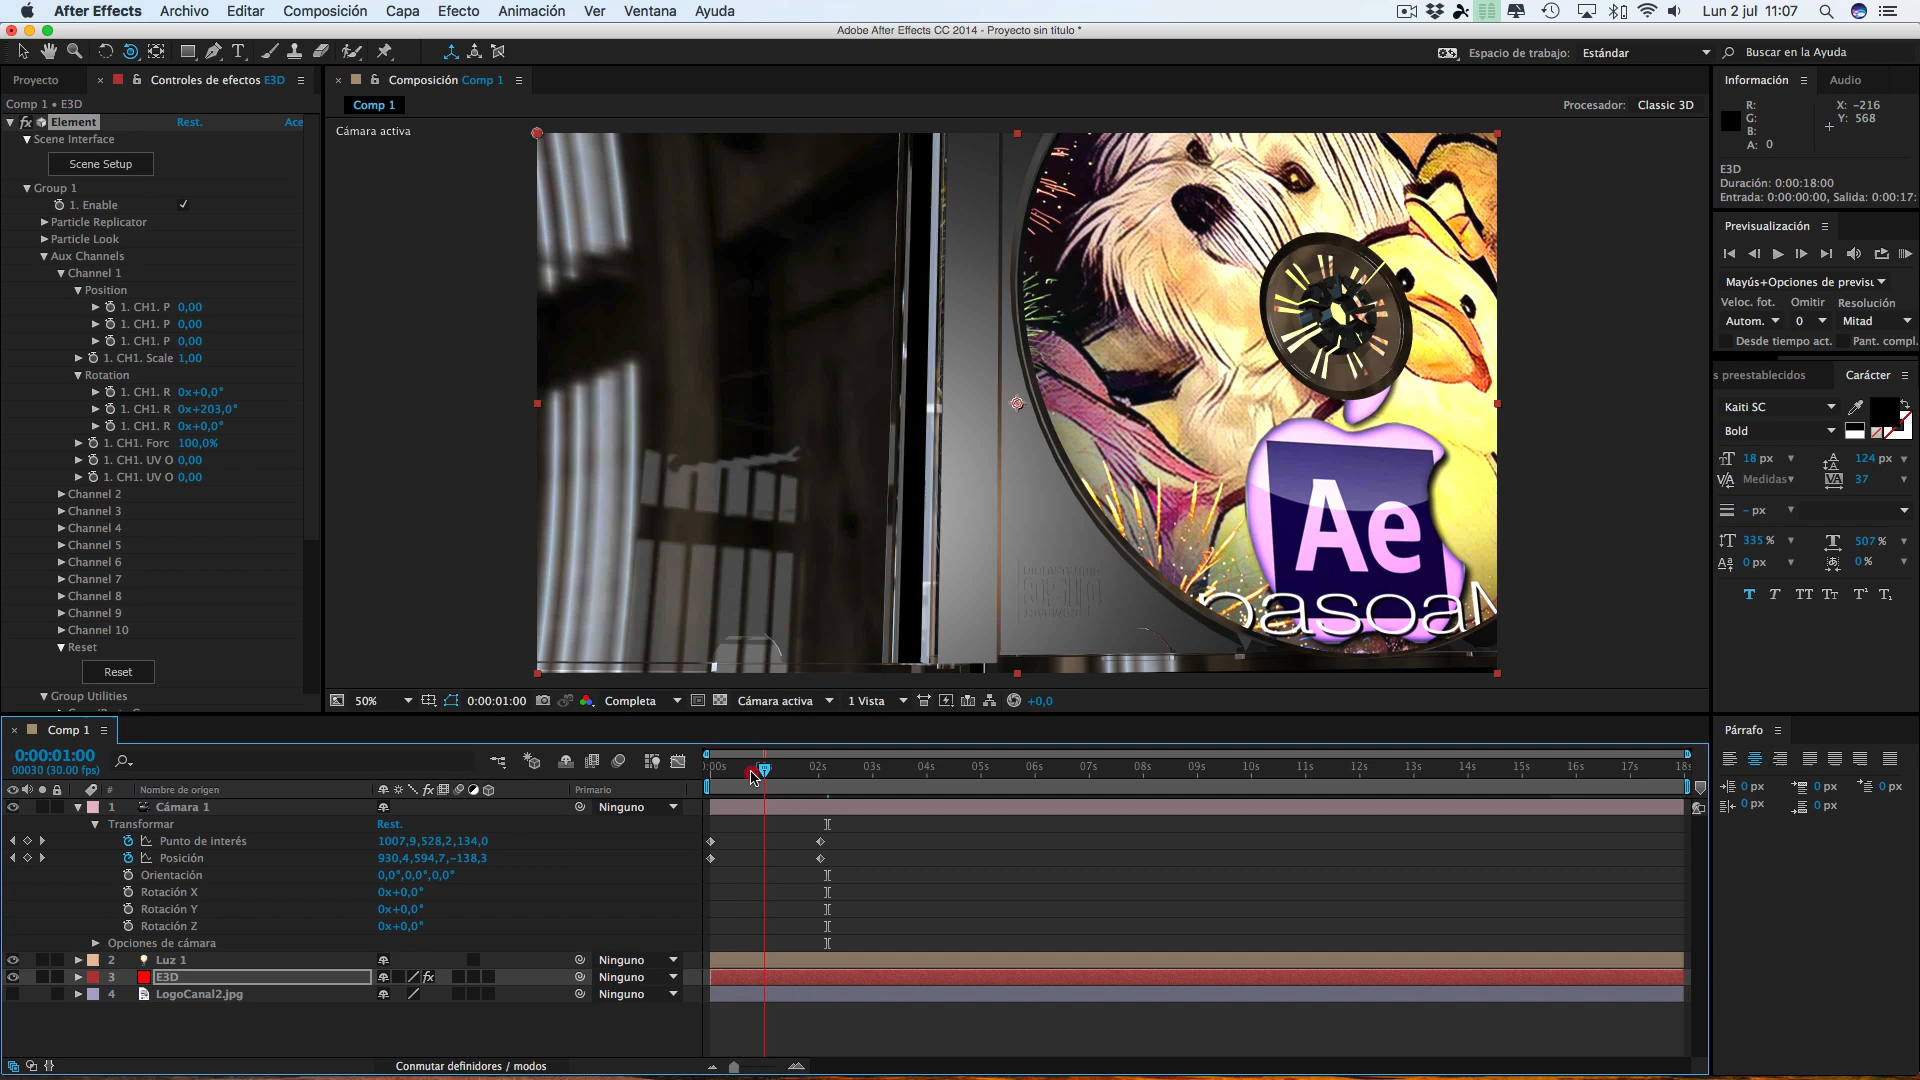 After Effects Archivo Editar Composición Capa Efecto Animación Ver Ventana Ayuda Lun 2 jul 11:07
Adobe After Effects CC 2014 - Proyecto sin título *
Espacio de trabajo: Estándar Buscar en la Ayuda
Proyecto × Controles de efectos E3D
× Composición Comp 1
Información Audio
Comp 1 • E3D
Comp 1
Procesador: Classic 3D
R: X: -216
G: Y: 568
B:
A: 0
fx Element Rest. Ace
Cámara activa
Scene Interface
Scene Setup
E3D
Duración: 0:00:18:00
Entrada: 0:00:00:00, Salida: 0:00:17:
Group 1
1. Enable
Particle Replicator
Particle Look
Aux Channels
Channel 1
Position
1. CH1. P 0,00
1. CH1. P 0,00
1. CH1. P 0,00
1. CH1. Scale 1,00
Rotation
1. CH1. R 0x+0,0°
1. CH1. R 0x+203,0°
1. CH1. R 0x+0,0°
1. CH1. Forc 100,0%
1. CH1. UV O 0,00
1. CH1. UV O 0,00
Channel 2
Channel 3
Channel 4
Channel 5
Channel 6
Channel 7
Channel 8
Channel 9
Channel 10
Reset
Reset
Group Utilities
Ae
pasoaM
Previsualización
Mayús+Opciones de previsu
Veloc. fot. Omitir Resolución
Autom. 0 Mitad
Desde tiempo act. Pant. compl.
s preestablecidos Carácter
Kaiti SC
Bold
18 px 124 px
Medidas 37
- px
335 % 507 %
0 px 0 %
T T TT Tt T¹ T₁
50% 0:00:01:00 Completa Cámara activa 1 Vista +0,0
× Comp 1
Párrafo
0:00:01:00
00030 (30.00 fps)
:00s 02s 03s 04s 05s 06s 07s 08s 09s 10s 11s 12s 13s 14s 15s 16s 17s 18s
# Nombre de origen fx Primario
1 Cámara 1 Ninguno
Transformar Rest.
Punto de interés 1007,9,528,2,134,0
Posición 930,4,594,7,-138,3
Orientación 0,0°,0,0°,0,0°
Rotación X 0x+0,0°
Rotación Y 0x+0,0°
Rotación Z 0x+0,0°
Opciones de cámara
2 Luz 1 Ninguno
3 E3D fx Ninguno
4 LogoCanal2.jpg Ninguno
0 px 0 px 0 px
0 px 0 px
Conmutar definidores / modos